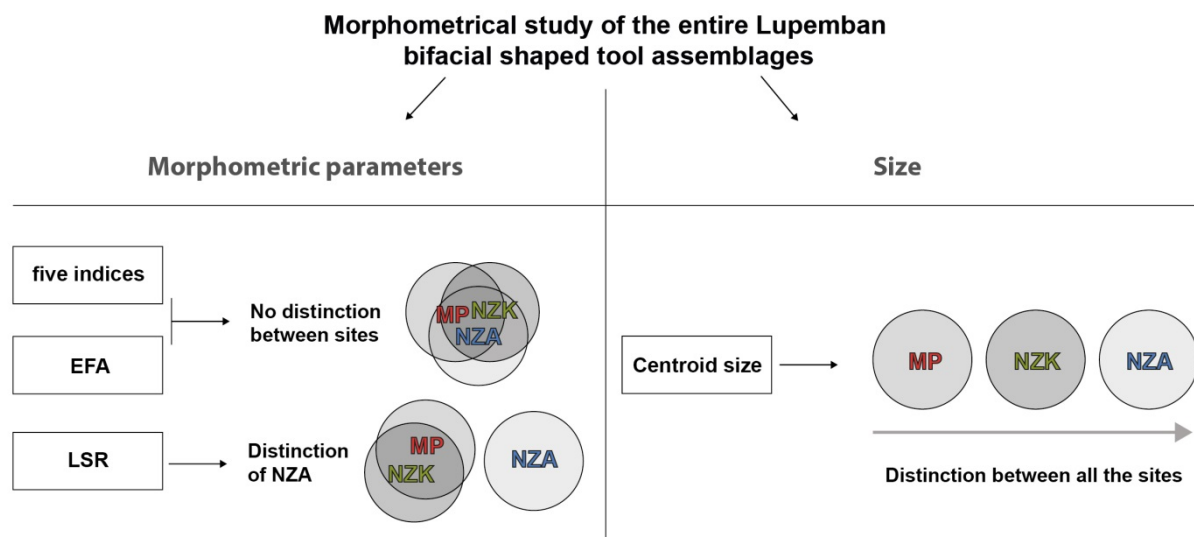 Morphometrical study of the entire Lupemban
bifacial shaped tool assemblages
Morphometric parameters
Size
five indices
EFA
No distinction
between sites
MP
NZK
NZA
LSR
Distinction
of NZA
MP
NZK
NZA
Centroid size
MP
NZK
NZA
Distinction between all the sites